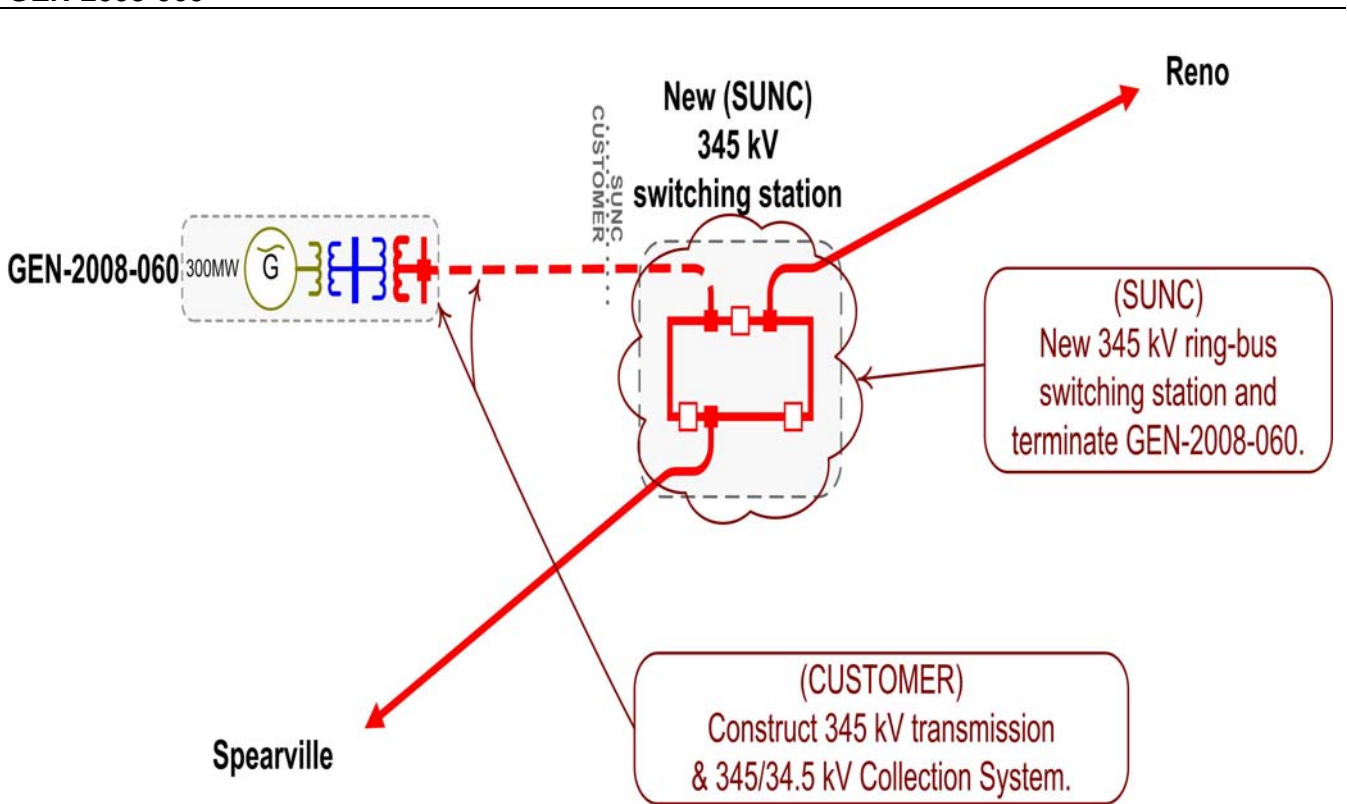 Reno
New (SUNC)
345 kV
switching station
CUSTOMER
SUNC
GEN-2008-060
300MW
G
(SUNC)
New 345 kV ring-bus
switching station and
terminate GEN-2008-060.
(CUSTOMER)
Construct 345 kV transmission
& 345/34.5 kV Collection System.
Spearville